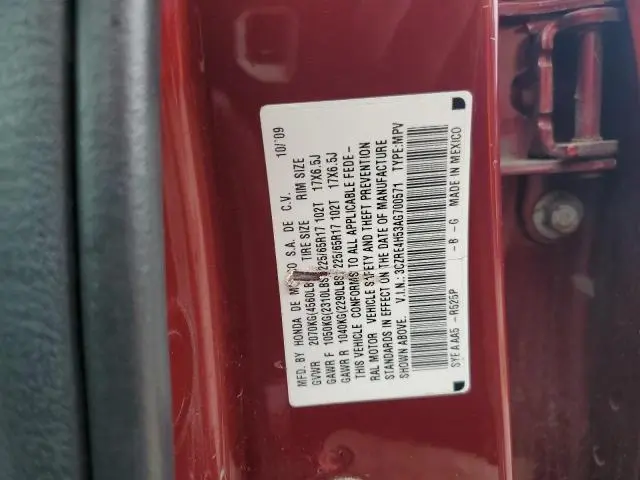 MFD. BY HONDA DE MEXICO S.A. DE C.V. 10/09
GVWR 2070KG(4560LBS) TIRE SIZE RIM SIZE
GAWR F 1050KG(2310LBS) 225/65R17 102T 17X6.5J
GAWR R 1040KG(2290LBS) 225/65R17 102T 17X6.5J
THIS VEHICLE CONFORMS TO ALL APPLICABLE FEDE-
RAL MOTOR VEHICLE SAFETY AND THEFT PREVENTION
STANDARDS IN EFFECT ON THE DATE OF MANUFACTURE
SHOWN ABOVE. V.I.N.: 3CZRE4H53AG700571 TYPE:MPV
SYEAAA5 -R525P -B -G MADE IN MEXICO